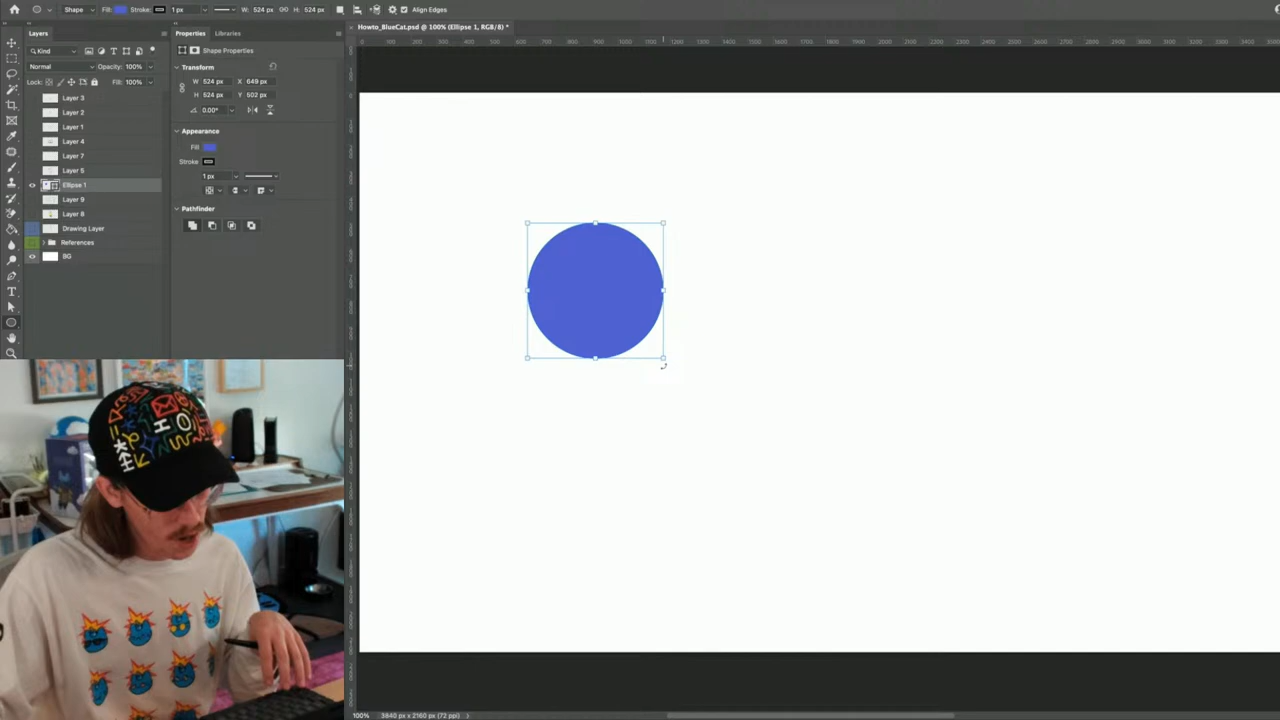 Shape Fill: Stroke: 1 px W: 524 px H: 524 px Align Edges
Layers
Properties Libraries
Howto_BlueCat.psd @ 100% (Ellipse 1, RGB/8) *
Kind
Shape Properties
Normal Opacity: 100%
Transform
Lock: Fill: 100%
W 524 px X 649 px
H 524 px Y 502 px
0.00°
Layer 3
Layer 2
Layer 1
Layer 4
Layer 7
Layer 5
Ellipse 1
Layer 9
Layer 8
Drawing Layer
References
BG
Appearance
Fill
Stroke
1 px
Pathfinder
100% 3840 px x 2160 px (72 ppi)